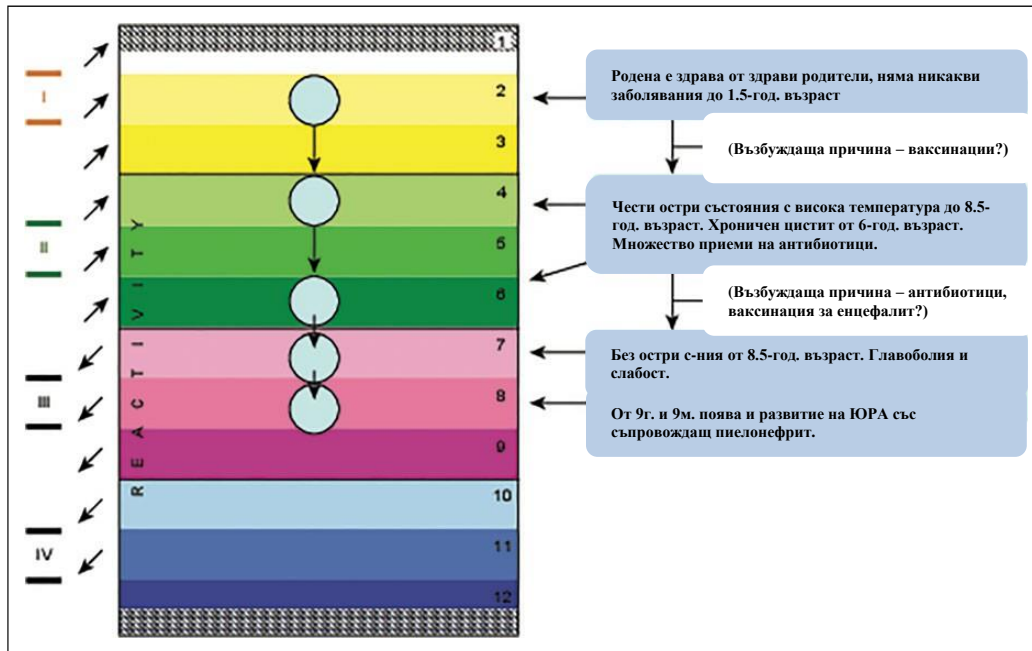 1
I
2
Родена е здрава от здрави родители, няма никакви
заболявания до 1.5-год. възраст
3
(Възбуждаща причина – ваксинации?)
4
Чести остри състояния с висока температура до 8.5-
год. възраст. Хроничен цистит от 6-год. възраст.
Множество приеми на антибиотици.
II
5
6
(Възбуждаща причина – антибиотици,
ваксинация за енцефалит?)
7
Без остри с-ния от 8.5-год. възраст. Главоболия и
слабост.
III
8
От 9г. и 9м. поява и развитие на ЮРА със
съпровождащ пиелонефрит.
9
REACTIVITY
10
IV
11
12